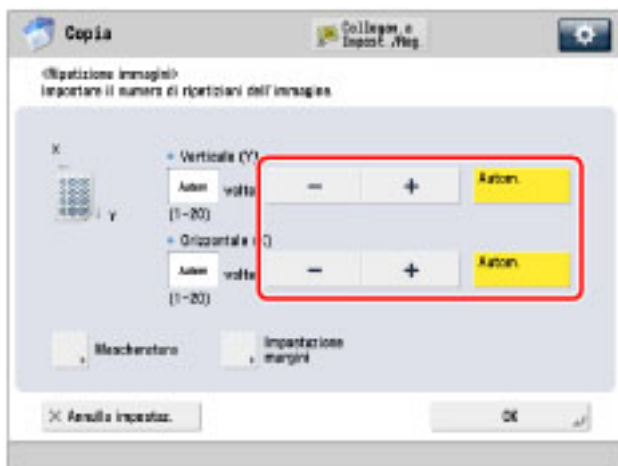 Copia
Collegam. a
Impost./Reg.
<Ripetizione immagini>
Impostare il numero di ripetizioni dell'immagine.
X
Y
Verticale (Y)
Autom. volte
− +
Autom.
(1-20)
Orizzontale (X)
Autom. volte
− +
Autom.
(1-20)
Mascheratura
Impostazione
margini
× Annulla impostaz.
OK